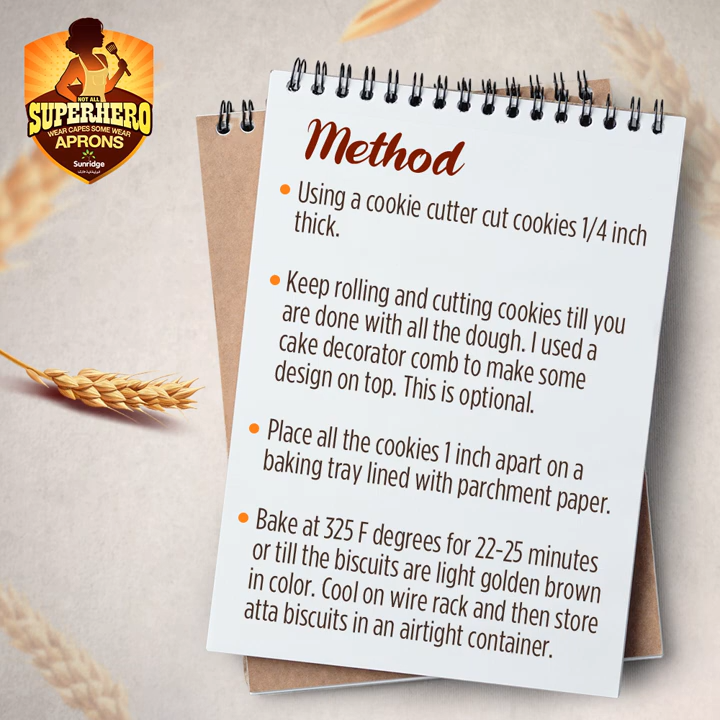 NOT ALL
SUPERHERO
WEAR CAPES SOME WEAR
APRONS
Sunridge
Method
Using a cookie cutter cut cookies 1/4 inch
thick.
Keep rolling and cutting cookies till you
are done with all the dough. I used a
cake decorator comb to make some
design on top. This is optional.
Place all the cookies 1 inch apart on a
baking tray lined with parchment paper.
Bake at 325 F degrees for 22-25 minutes
or till the biscuits are light golden brown
in color. Cool on wire rack and then store
atta biscuits in an airtight container.